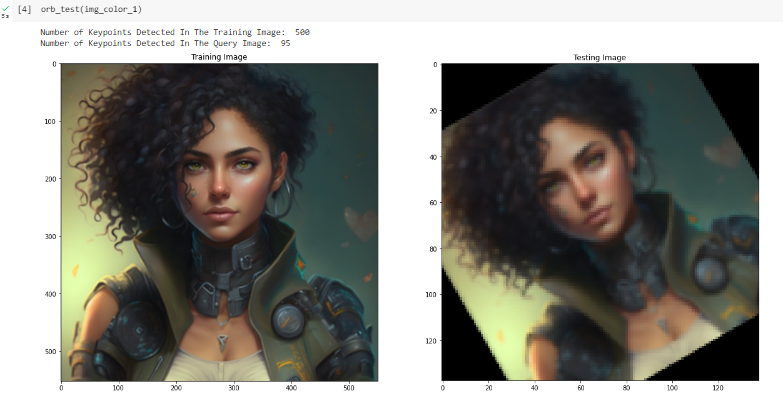 [4] orb_test(img_color_1)
3s
Number of Keypoints Detected In The Training Image: 500
Number of Keypoints Detected In The Query Image: 95
Training Image
0
100
200
300
400
500
0 100 200 300 400 500
Testing Image
0
20
40
60
80
100
120
0 20 40 60 80 100 120